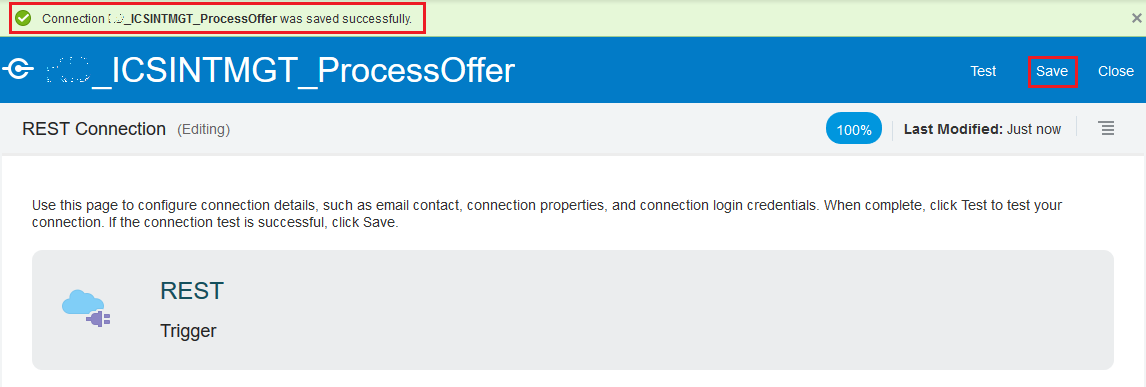 Connection _ICSINTMGT_ProcessOffer was saved successfully.
_ICSINTMGT_ProcessOffer
Test Save Close
REST Connection (Editing)
100% Last Modified: Just now
Use this page to configure connection details, such as email contact, connection properties, and connection login credentials. When complete, click Test to test your
connection. If the connection test is successful, click Save.
REST
Trigger